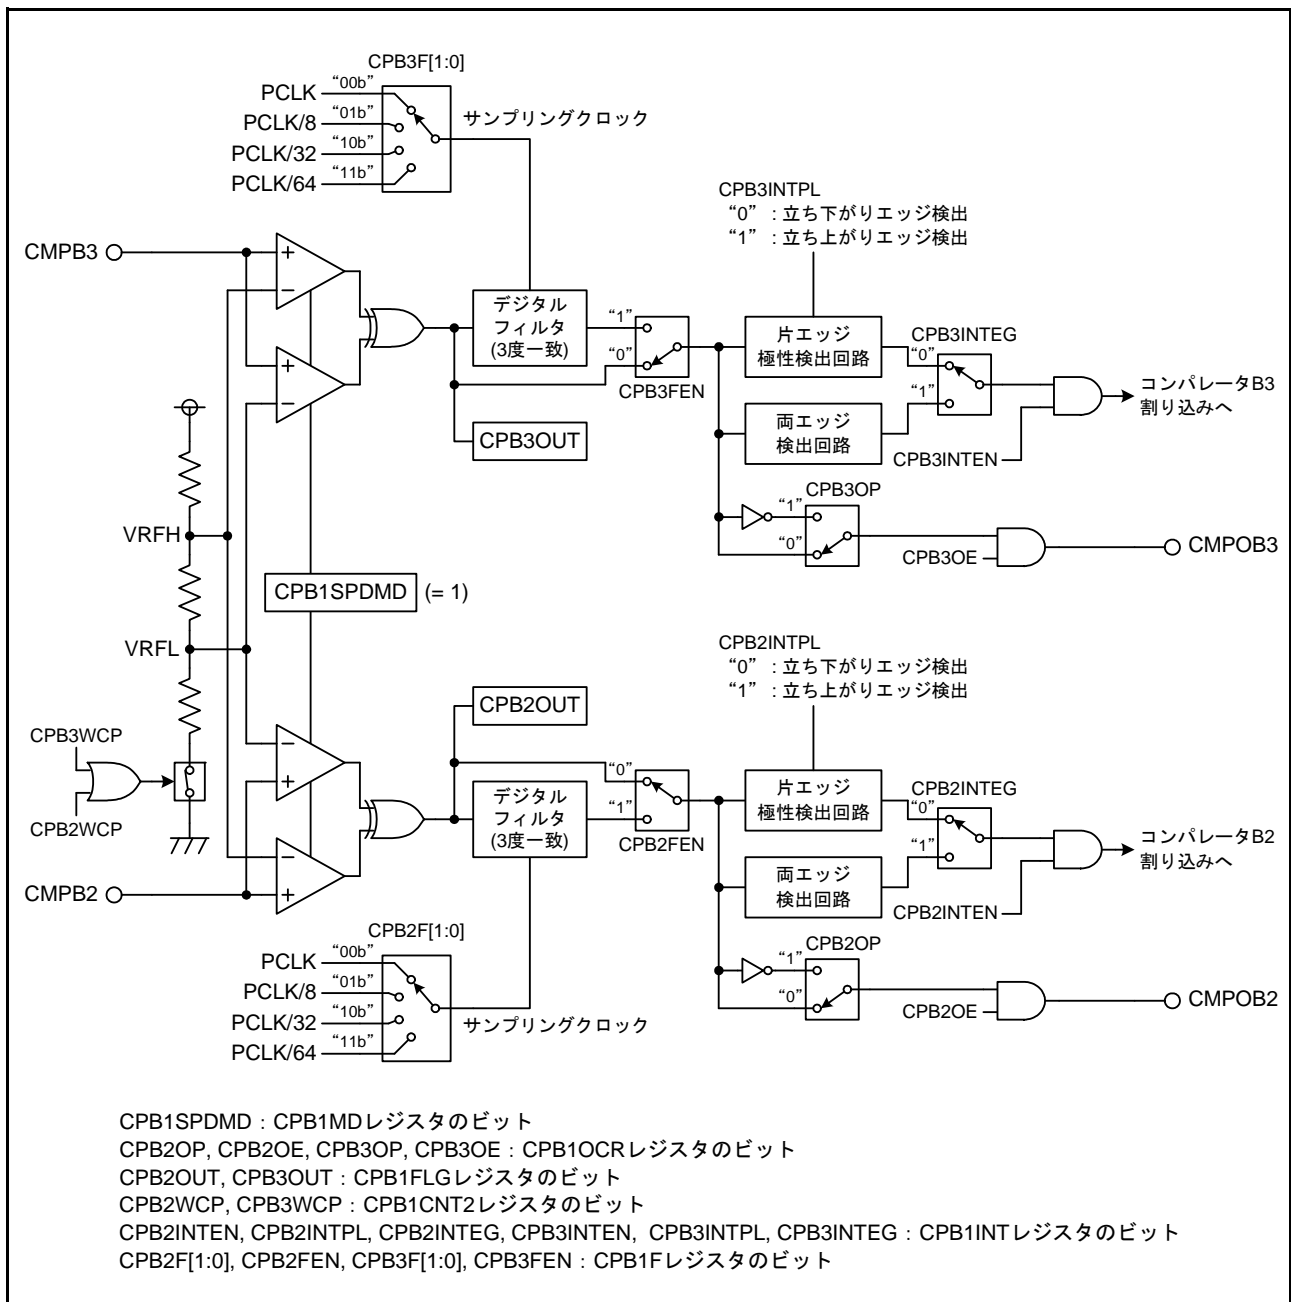 CPB3F[1:0]
PCLK “00b”
PCLK/8 “01b”
PCLK/32 “10b”
PCLK/64 “11b”
サンプリングクロック
CPB3INTPL
“0” : 立ち下がりエッジ検出
“1” : 立ち上がりエッジ検出
CMPB3
+
−
+
−
デジタル
フィルタ
(3度一致)
“1”
“0”
CPB3FEN
CPB3OUT
片エッジ
極性検出回路
両エッジ
検出回路
CPB3INTEG
“0”
“1”
CPB3INTEN
コンパレータB3
割り込みへ
CPB3OP
“1”
“0”
CPB3OE
CMPOB3
VRFH
CPB1SPDMD (= 1)
VRFL
CPB2INTPL
“0” : 立ち下がりエッジ検出
“1” : 立ち上がりエッジ検出
CPB2OUT
CPB3WCP
CPB2WCP
−
+
−
+
CMPB2
デジタル
フィルタ
(3度一致)
“0”
“1”
CPB2FEN
片エッジ
極性検出回路
両エッジ
検出回路
CPB2INTEG
“0”
“1”
CPB2INTEN
コンパレータB2
割り込みへ
CPB2F[1:0]
PCLK “00b”
PCLK/8 “01b”
PCLK/32 “10b”
PCLK/64 “11b”
サンプリングクロック
CPB2OP
“1”
“0”
CPB2OE
CMPOB2
CPB1SPDMD : CPB1MDレジスタのビット
CPB2OP, CPB2OE, CPB3OP, CPB3OE : CPB1OCRレジスタのビット
CPB2OUT, CPB3OUT : CPB1FLGレジスタのビット
CPB2WCP, CPB3WCP : CPB1CNT2レジスタのビット
CPB2INTEN, CPB2INTPL, CPB2INTEG, CPB3INTEN, CPB3INTPL, CPB3INTEG : CPB1INTレジスタのビット
CPB2F[1:0], CPB2FEN, CPB3F[1:0], CPB3FEN : CPB1Fレジスタのビット